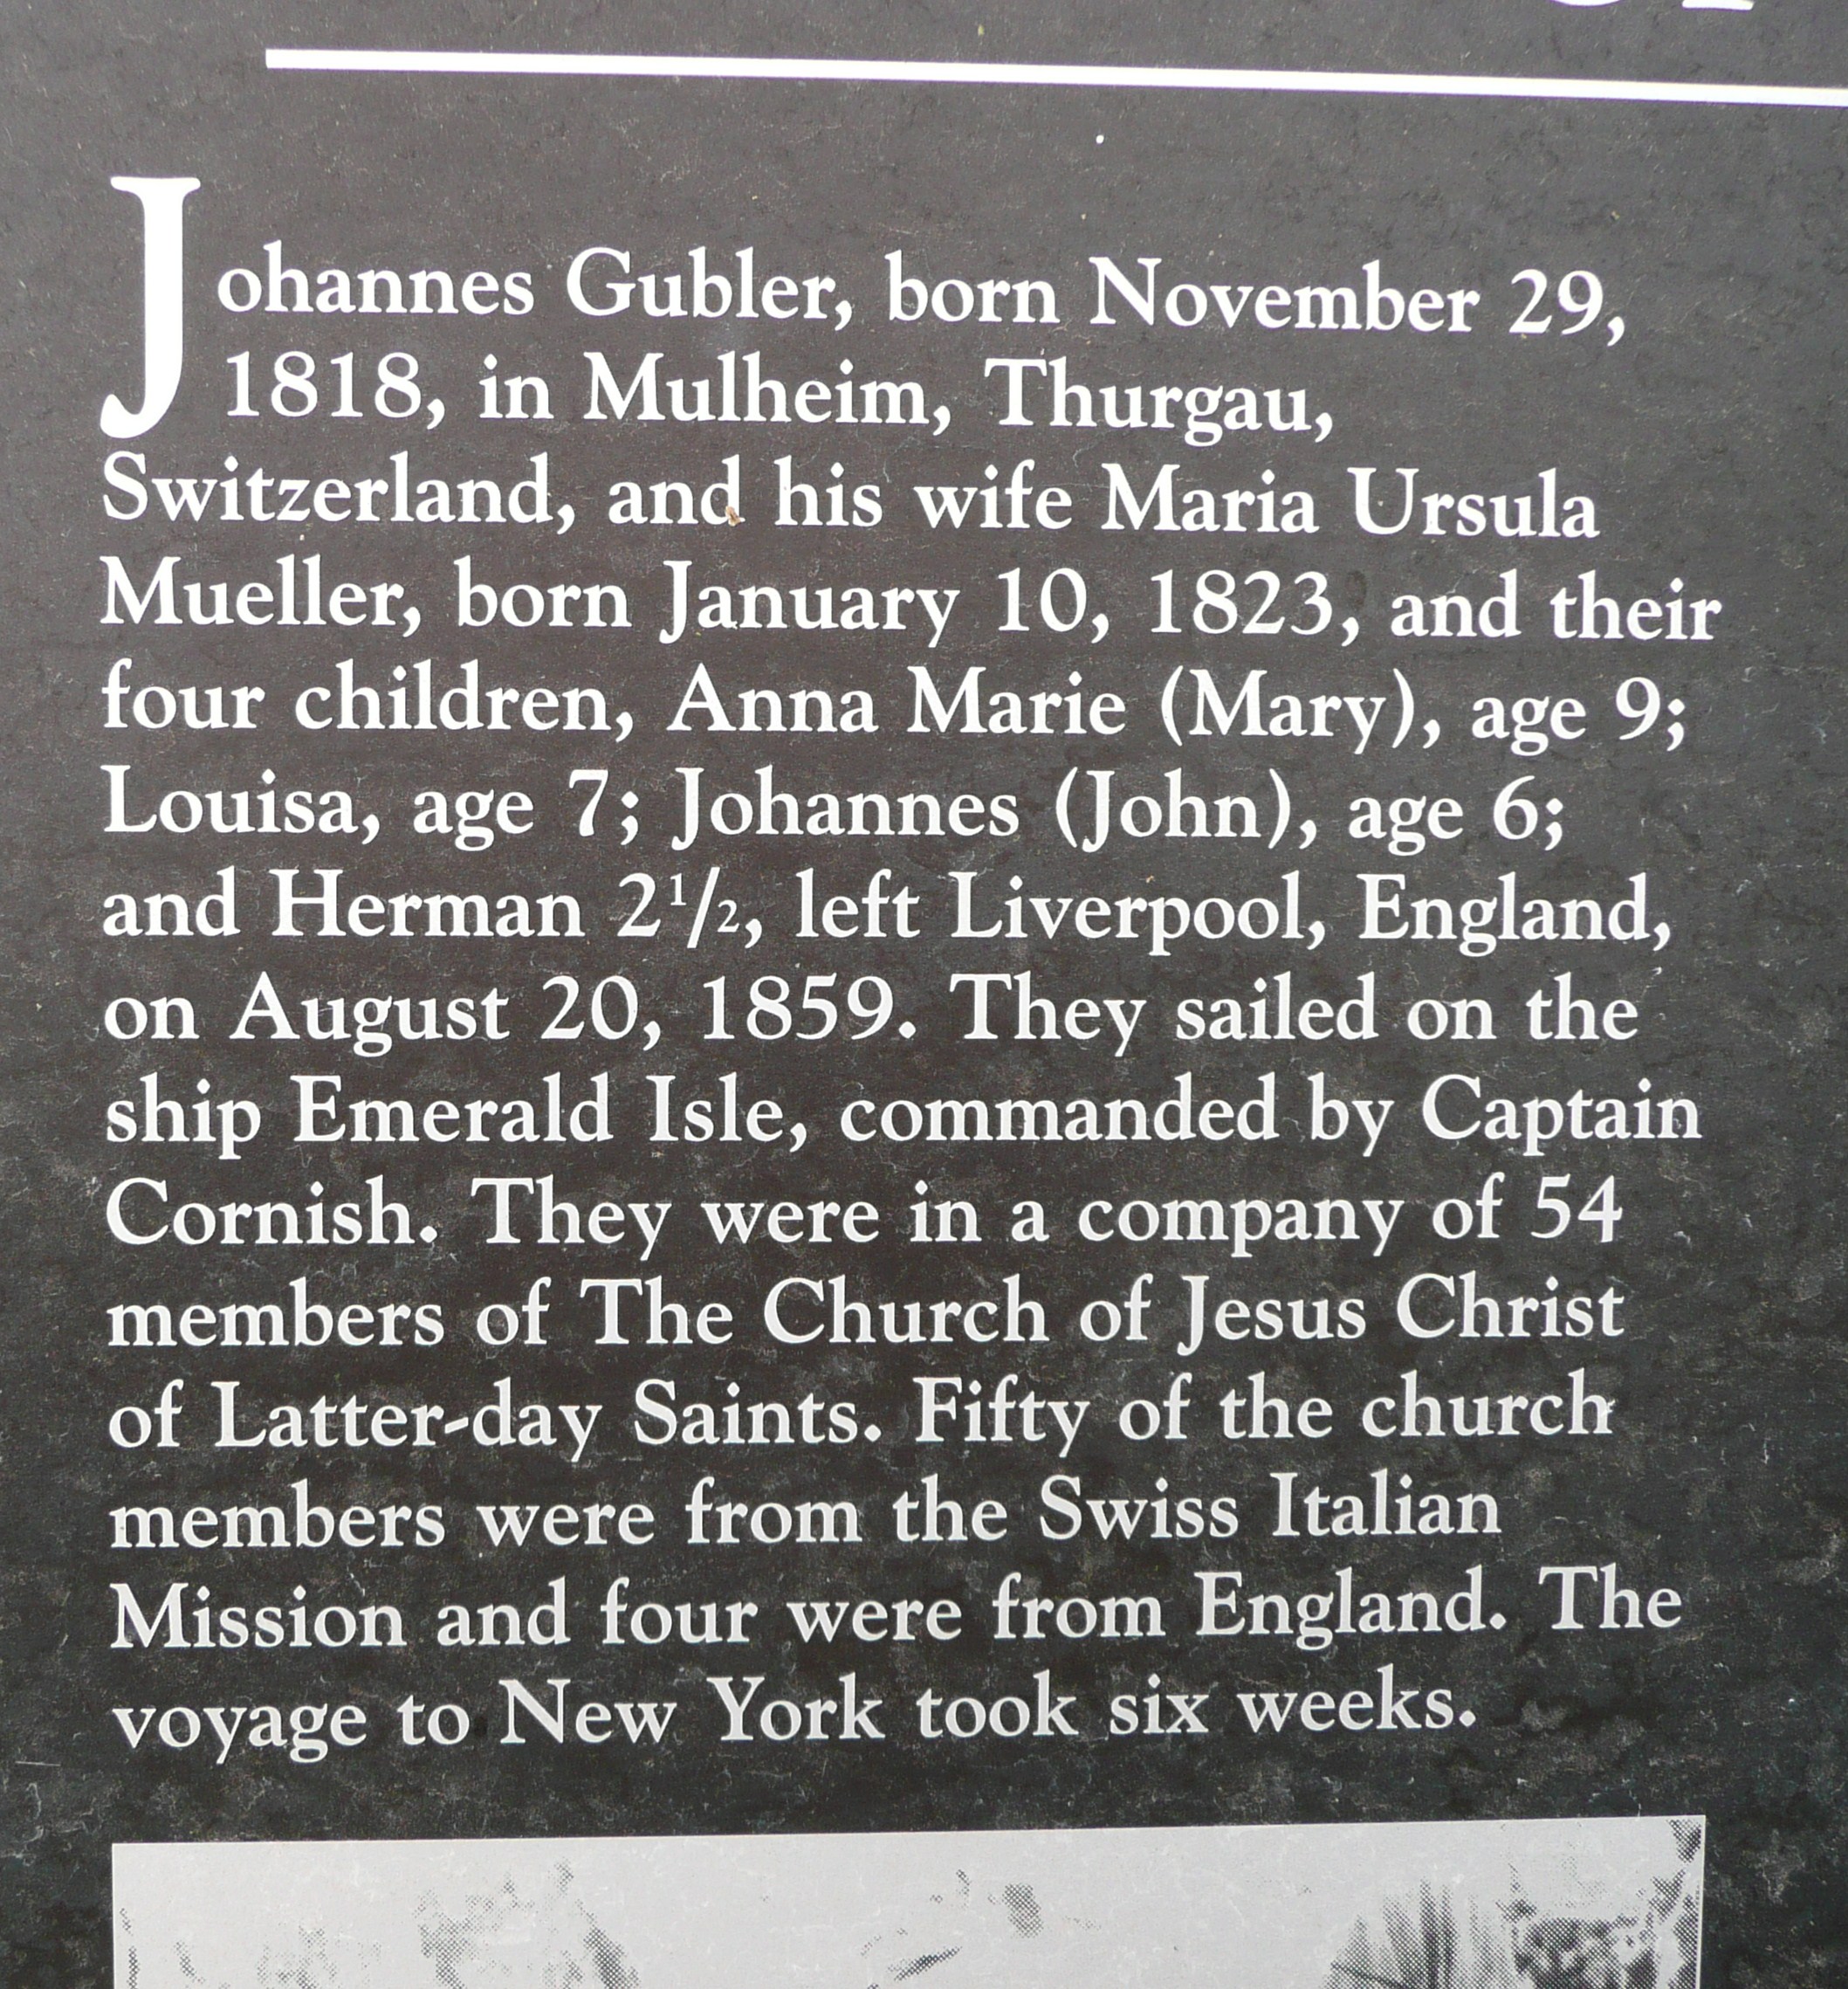 Johannes Gubler, born November 29,
1818, in Mulheim, Thurgau,
Switzerland, and his wife Maria Ursula
Mueller, born January 10, 1823, and their
four children, Anna Marie (Mary), age 9;
Louisa, age 7; Johannes (John), age 6;
and Herman 2 1/2, left Liverpool, England,
on August 20, 1859. They sailed on the
ship Emerald Isle, commanded by Captain
Cornish. They were in a company of 54
members of The Church of Jesus Christ
of Latter-day Saints. Fifty of the church
members were from the Swiss Italian
Mission and four were from England. The
voyage to New York took six weeks.